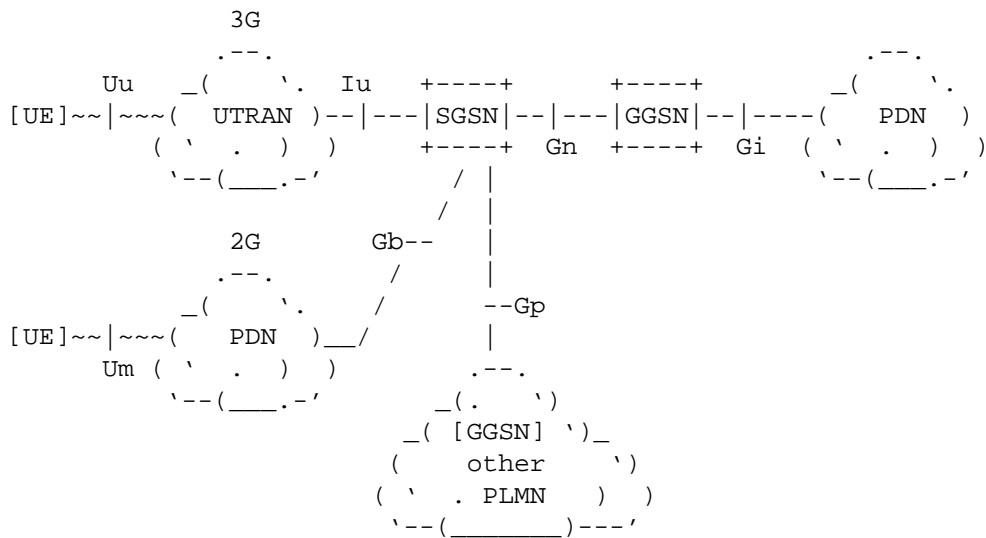 3G
Uu Iu
[UE] UTRAN SGSN GGSN PDN
Gn Gi
2G Gb
Gp
[UE] PDN
Um
[GGSN]
other
PLMN